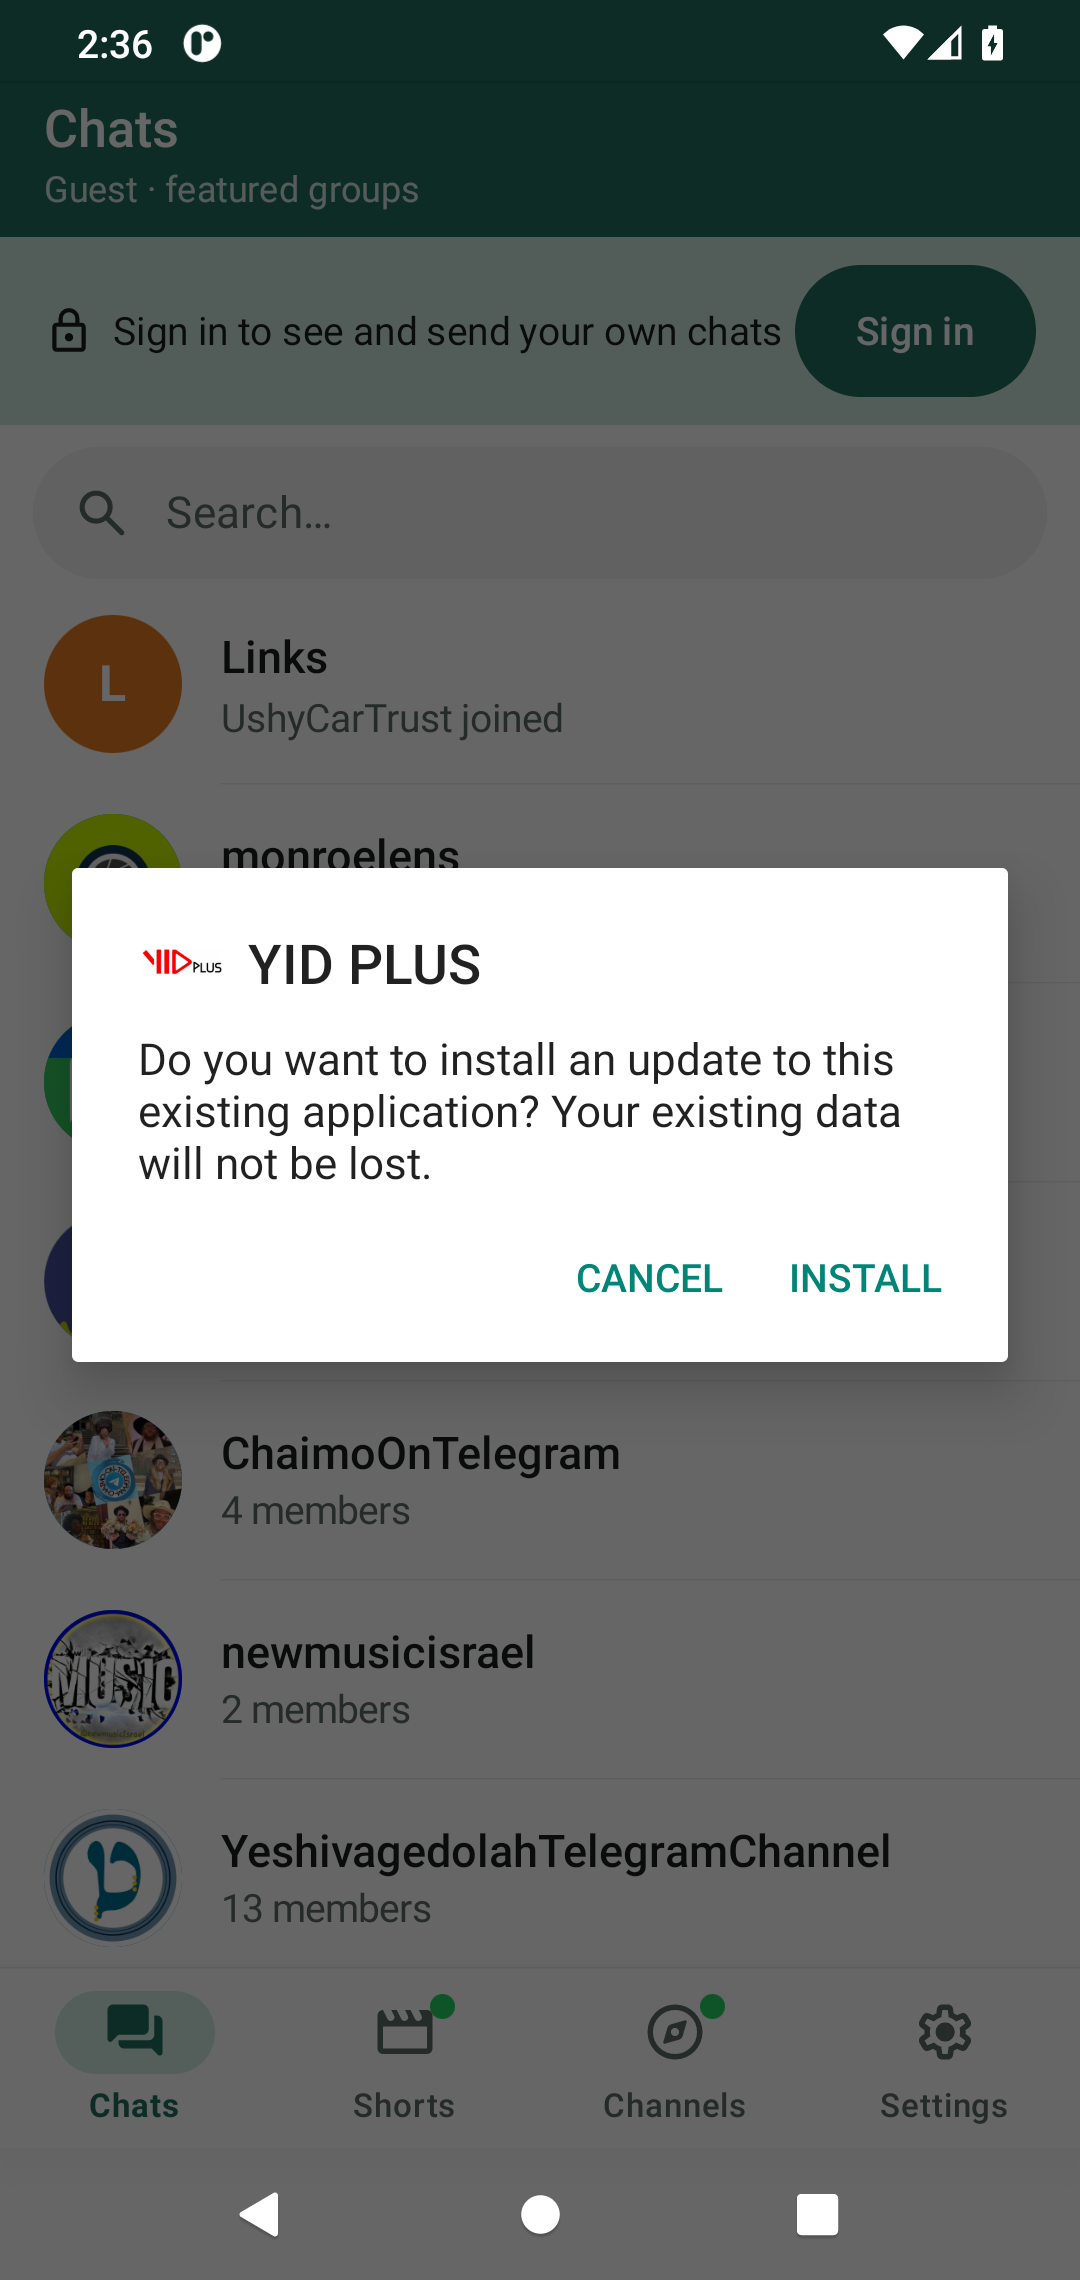 2:36
Chats
Guest · featured groups
Sign in to see and send your own chats
Sign in
Search…
L
Links
UshyCarTrust joined
monroelens
YID PLUS
YID PLUS
Do you want to install an update to this
existing application? Your existing data
will not be lost.
CANCEL
INSTALL
ChaimoOnTelegram
4 members
MUSIC
newmusicisrael
2 members
YeshivagedolahTelegramChannel
13 members
Chats
Shorts
Channels
Settings